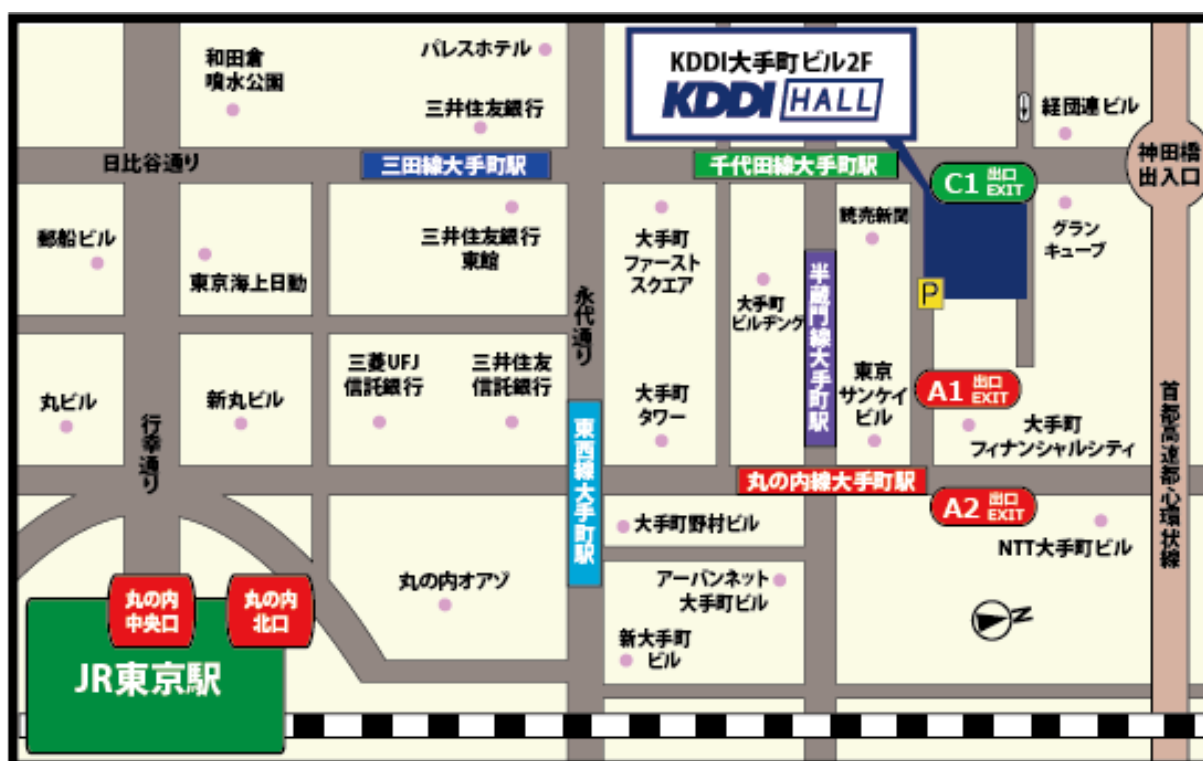 和田倉
噴水公園
パレスホテル
三井住友銀行
KDDI大手町ビル2F
KDDI HALL
経団連ビル
日比谷通り
三田線大手町駅
千代田線大手町駅
C1 出口
EXIT
神田橋
出入口
郵船ビル
東京海上日動
三井住友銀行
東館
永代通り
大手町
ファースト
スクエア
大手町
ビルヂング
半蔵門線大手町駅
読売新聞
P
グラン
キューブ
丸ビル
新丸ビル
行幸通り
三菱UFJ
信託銀行
三井住友
信託銀行
東西線大手町駅
大手町
タワー
東京
サンケイ
ビル
A1 出口
EXIT
大手町
フィナンシャルシティ
首都高速都心環状線
丸の内線大手町駅
A2 出口
EXIT
大手町野村ビル
NTT大手町ビル
丸の内オアゾ
アーバンネット
大手町ビル
新大手町
ビル
N
丸の内
中央口
丸の内
北口
JR東京駅